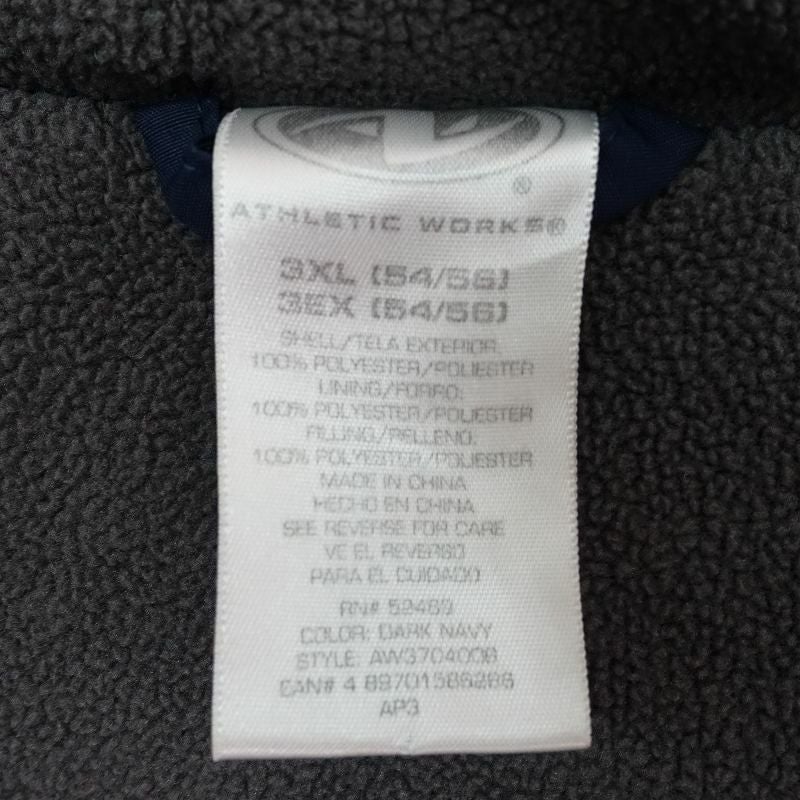 ®
ATHLETIC WORKS®
3XL (54/56)
3EX (54/56)
SHELL/TELA EXTERIOR:
100% POLYESTER/POLIESTER
LINING/FORRO:
100% POLYESTER/POLIESTER
FILLING/RELLENO:
100% POLYESTER/POLIESTER
MADE IN CHINA
HECHO EN CHINA
SEE REVERSE FOR CARE
VE EL REVERSO
PARA EL CUIDADO
RN# 52469
COLOR: DARK NAVY
STYLE: AW370400B
EAN# 4 89701586286
AP3